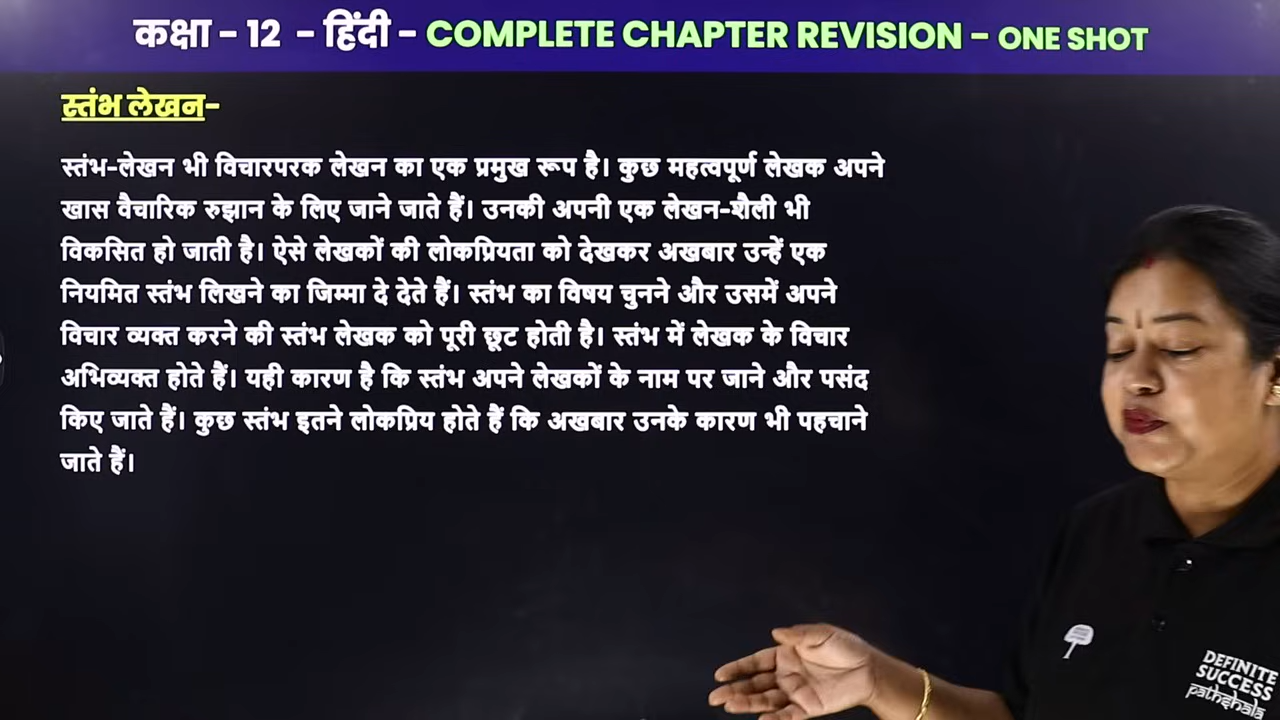 कक्षा - 12 - हिंदी - COMPLETE CHAPTER REVISION - ONE SHOT
स्तंभ लेखन-
स्तंभ-लेखन भी विचारपरक लेखन का एक प्रमुख रूप है। कुछ महत्वपूर्ण लेखक अपने
खास वैचारिक रुझान के लिए जाने जाते हैं। उनकी अपनी एक लेखन-शैली भी
विकसित हो जाती है। ऐसे लेखकों की लोकप्रियता को देखकर अखबार उन्हें एक
नियमित स्तंभ लिखने का जिम्मा दे देते हैं। स्तंभ का विषय चुनने और उसमें अपने
विचार व्यक्त करने की स्तंभ लेखक को पूरी छूट होती है। स्तंभ में लेखक के विचार
अभिव्यक्त होते हैं। यही कारण है कि स्तंभ अपने लेखकों के नाम पर जाने और पसंद
किए जाते हैं। कुछ स्तंभ इतने लोकप्रिय होते हैं कि अखबार उनके कारण भी पहचाने
जाते हैं।
DEFINITE
SUCCESS
pathshala